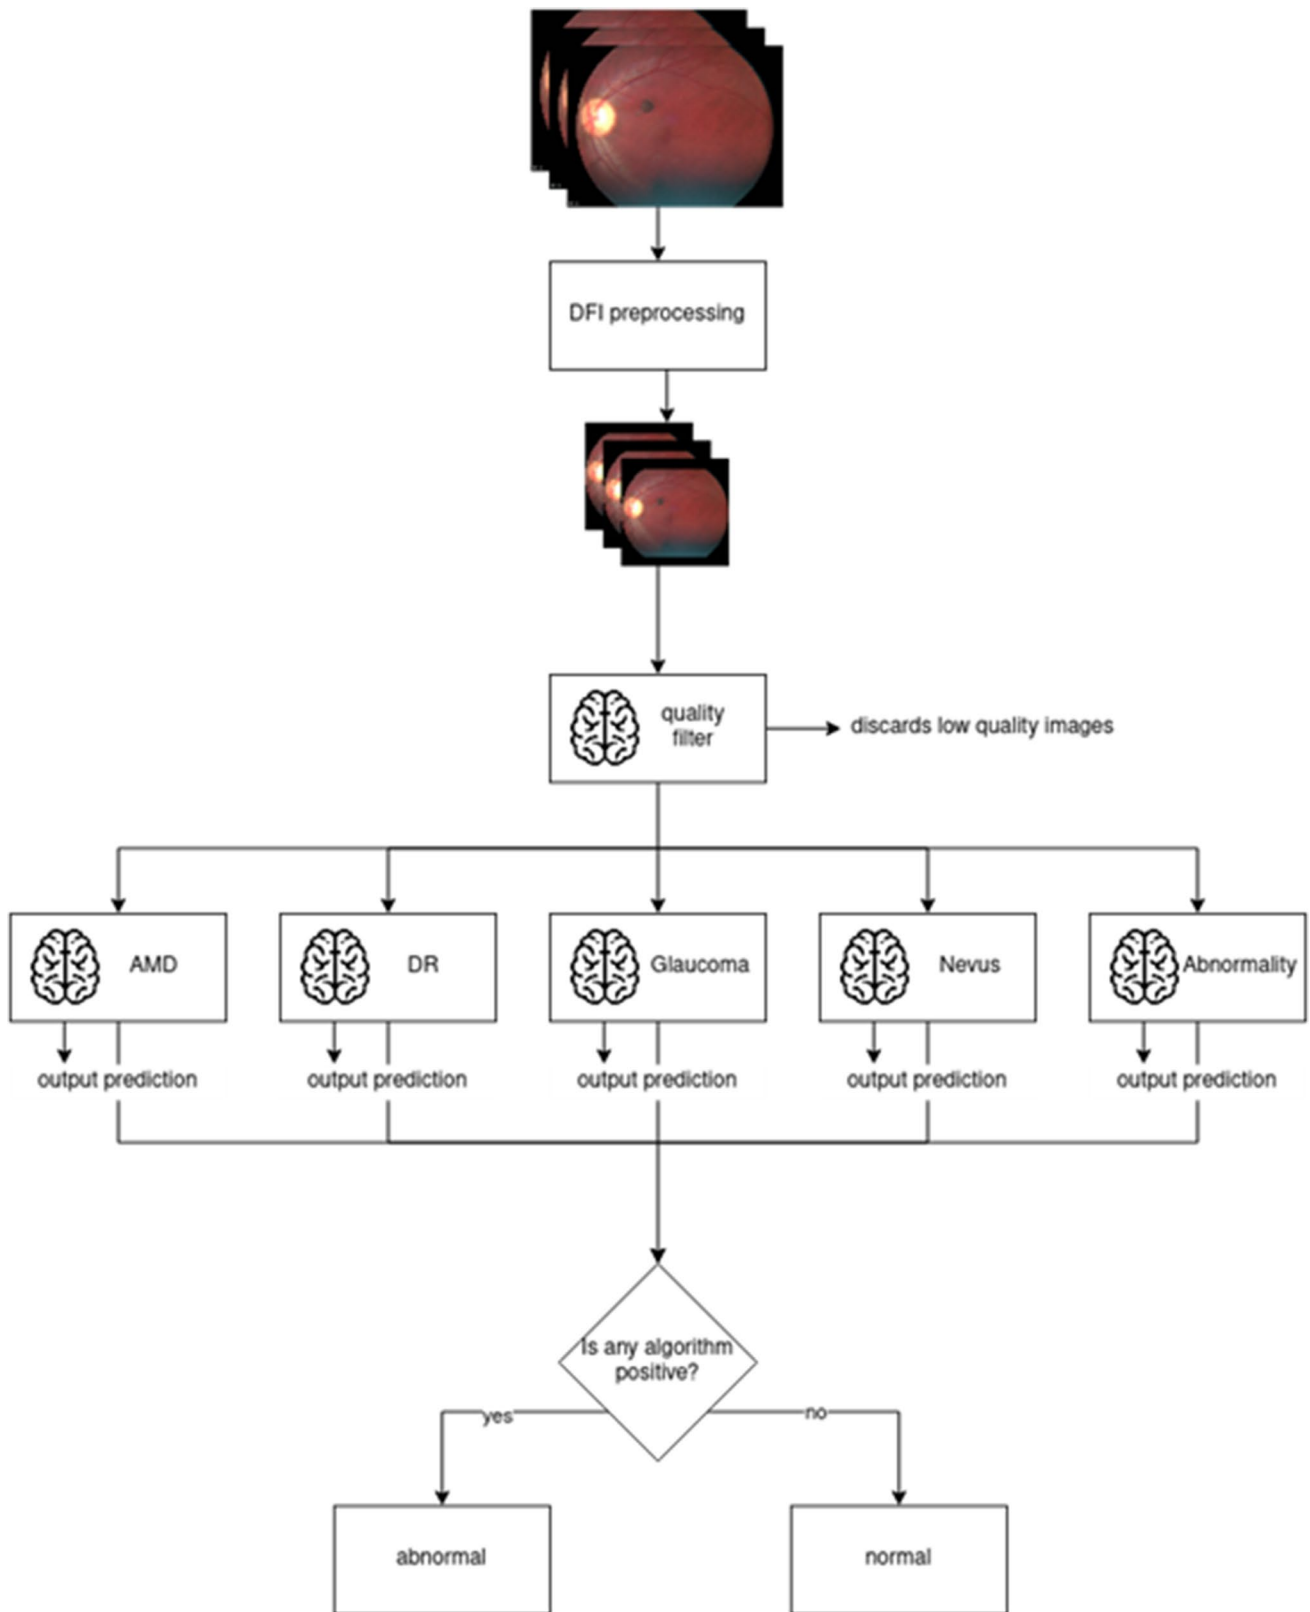 DFI preprocessing
quality
filter
discards low quality images
AMD
DR
Glaucoma
Nevus
Abnormality
output prediction
output prediction
output prediction
output prediction
output prediction
Is any algorithm
positive?
yes
no
abnormal
normal